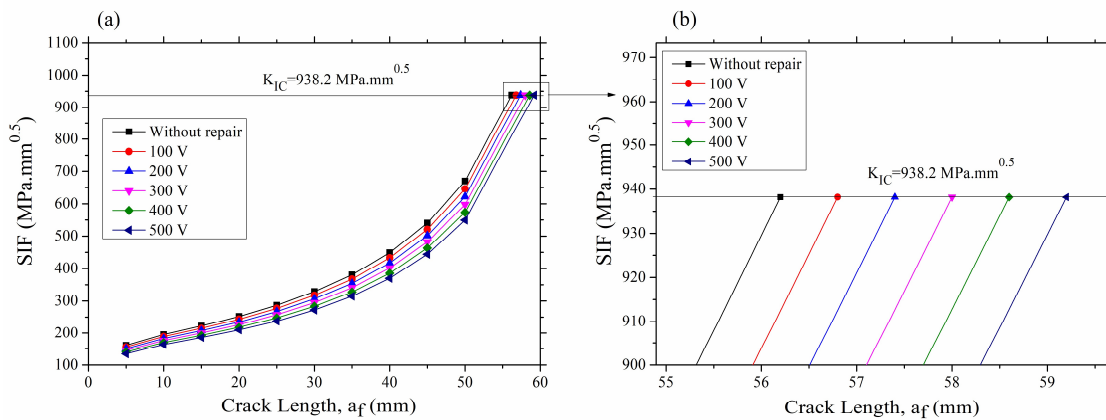 (a)
1100
1000
900
800
700
600
500
400
300
200
100
SIF (MPa.mm^0.5)
K_IC=938.2 MPa.mm^0.5
Without repair
100 V
200 V
300 V
400 V
500 V
0 10 20 30 40 50 60
Crack Length, a_f (mm)
(b)
970
960
950
940
930
920
910
900
SIF (MPa.mm^0.5)
Without repair
100 V
200 V
300 V
400 V
500 V
K_IC=938.2 MPa.mm^0.5
55 56 57 58 59
Crack Length, a_f (mm)